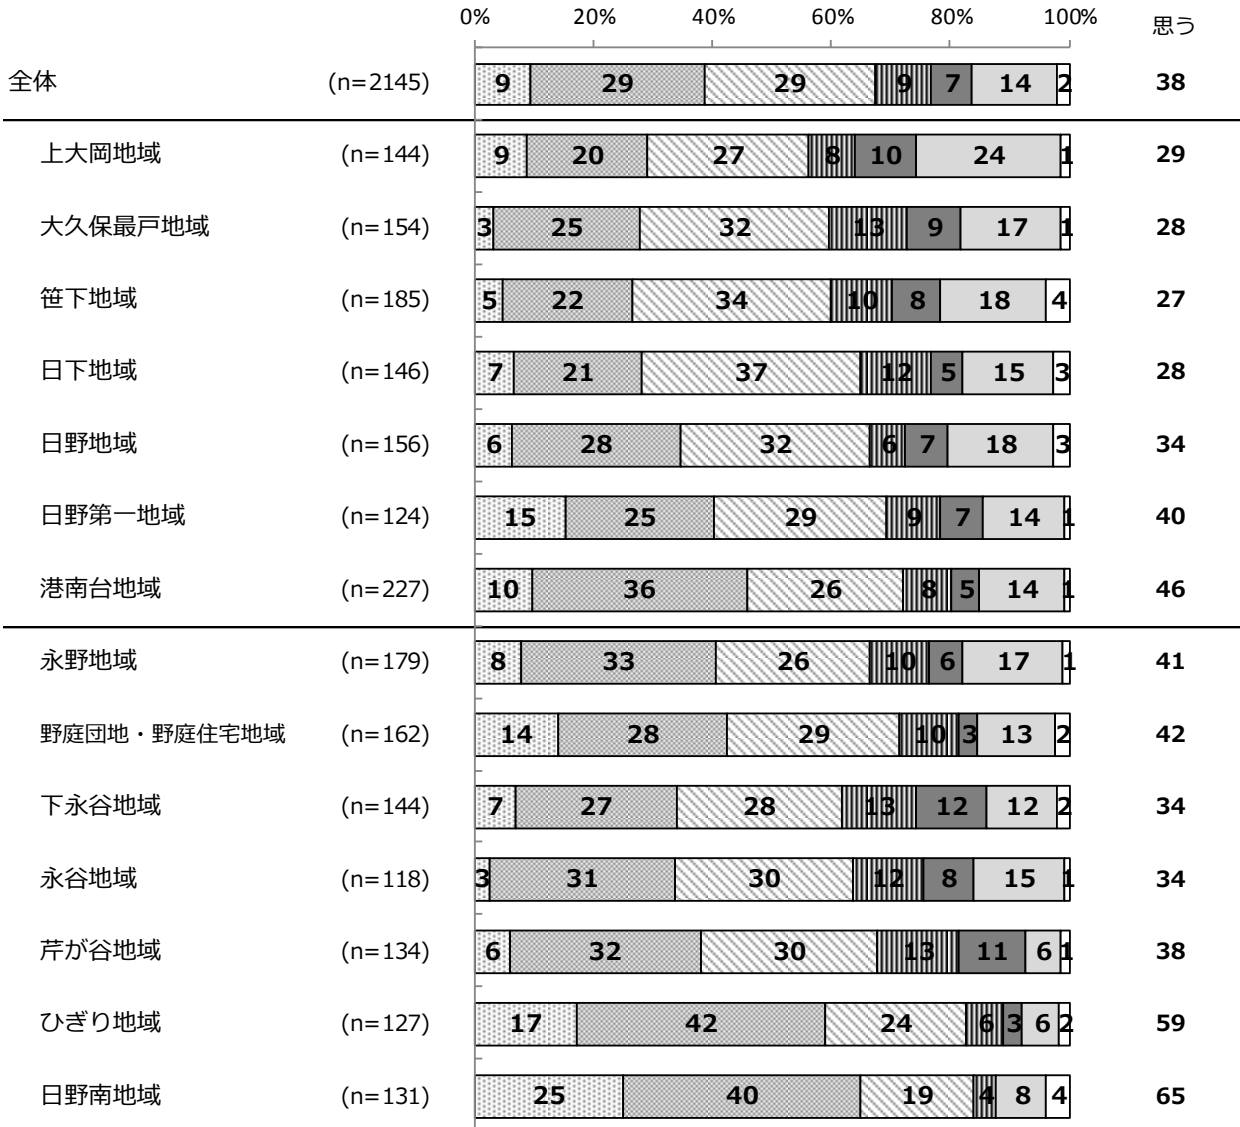 0% 20% 40% 60% 80% 100% 思う
全体 (n=2145) 9 29 29 9 7 14 2 38
上大岡地域 (n=144) 9 20 27 8 10 24 1 29
大久保最戸地域 (n=154) 3 25 32 13 9 17 1 28
笹下地域 (n=185) 5 22 34 10 8 18 4 27
日下地域 (n=146) 7 21 37 12 5 15 3 28
日野地域 (n=156) 6 28 32 6 7 18 3 34
日野第一地域 (n=124) 15 25 29 9 7 14 1 40
港南台地域 (n=227) 10 36 26 8 5 14 1 46
永野地域 (n=179) 8 33 26 10 6 17 1 41
野庭団地・野庭住宅地域 (n=162) 14 28 29 10 3 13 2 42
下永谷地域 (n=144) 7 27 28 13 12 12 2 34
永谷地域 (n=118) 3 31 30 12 8 15 1 34
芹が谷地域 (n=134) 6 32 30 13 11 6 1 38
ひぎり地域 (n=127) 17 42 24 6 3 6 2 59
日野南地域 (n=131) 25 40 19 4 8 4 65